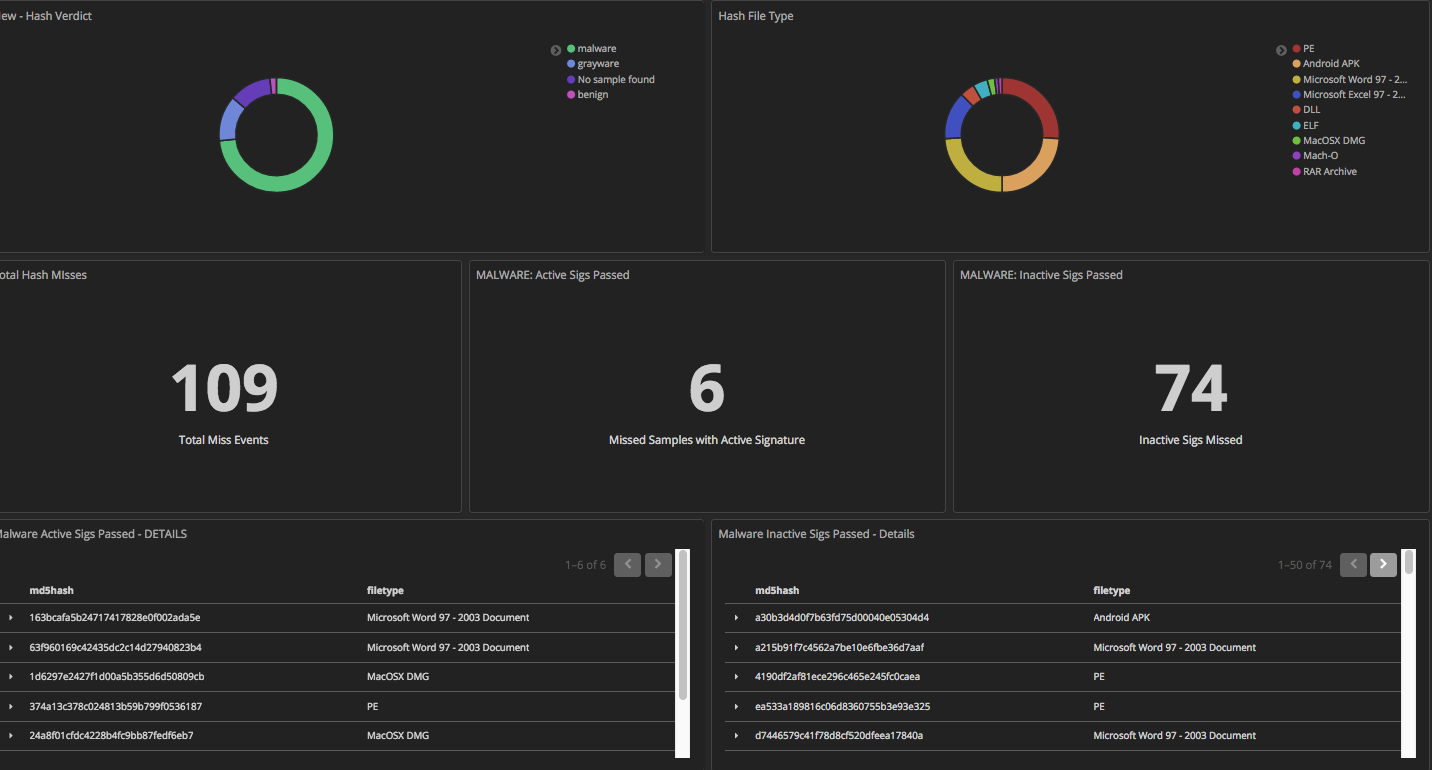 ew - Hash Verdict
malware
grayware
No sample found
benign
Hash File Type
PE
Android APK
Microsoft Word 97 - 2...
Microsoft Excel 97 - 2...
DLL
ELF
MacOSX DMG
Mach-O
RAR Archive
otal Hash MIsses
109
Total Miss Events
MALWARE: Active Sigs Passed
6
Missed Samples with Active Signature
MALWARE: Inactive Sigs Passed
74
Inactive Sigs Missed
alware Active Sigs Passed - DETAILS
1–6 of 6
md5hash filetype
163bcafa5b24717417828e0f002ada5e Microsoft Word 97 - 2003 Document
63f960169c42435dc2c14d27940823b4 Microsoft Word 97 - 2003 Document
1d6297e2427f1d00a5b355d6d50809cb MacOSX DMG
374a13c378c024813b59b799f0536187 PE
24a8f01cfdc4228b4fc9bb87fedf6eb7 MacOSX DMG
Malware Inactive Sigs Passed - Details
1–50 of 74
md5hash filetype
a30b3d4d0f7b63fd75d00040e05304d4 Android APK
a215b91f7c4562a7be10e6fbe36d7aaf Microsoft Word 97 - 2003 Document
4190df2af81ece296c465e245fc0caea PE
ea533a189816c06d8360755b3e93e325 PE
d7446579c41f78d8cf520dfeea17840a Microsoft Word 97 - 2003 Document